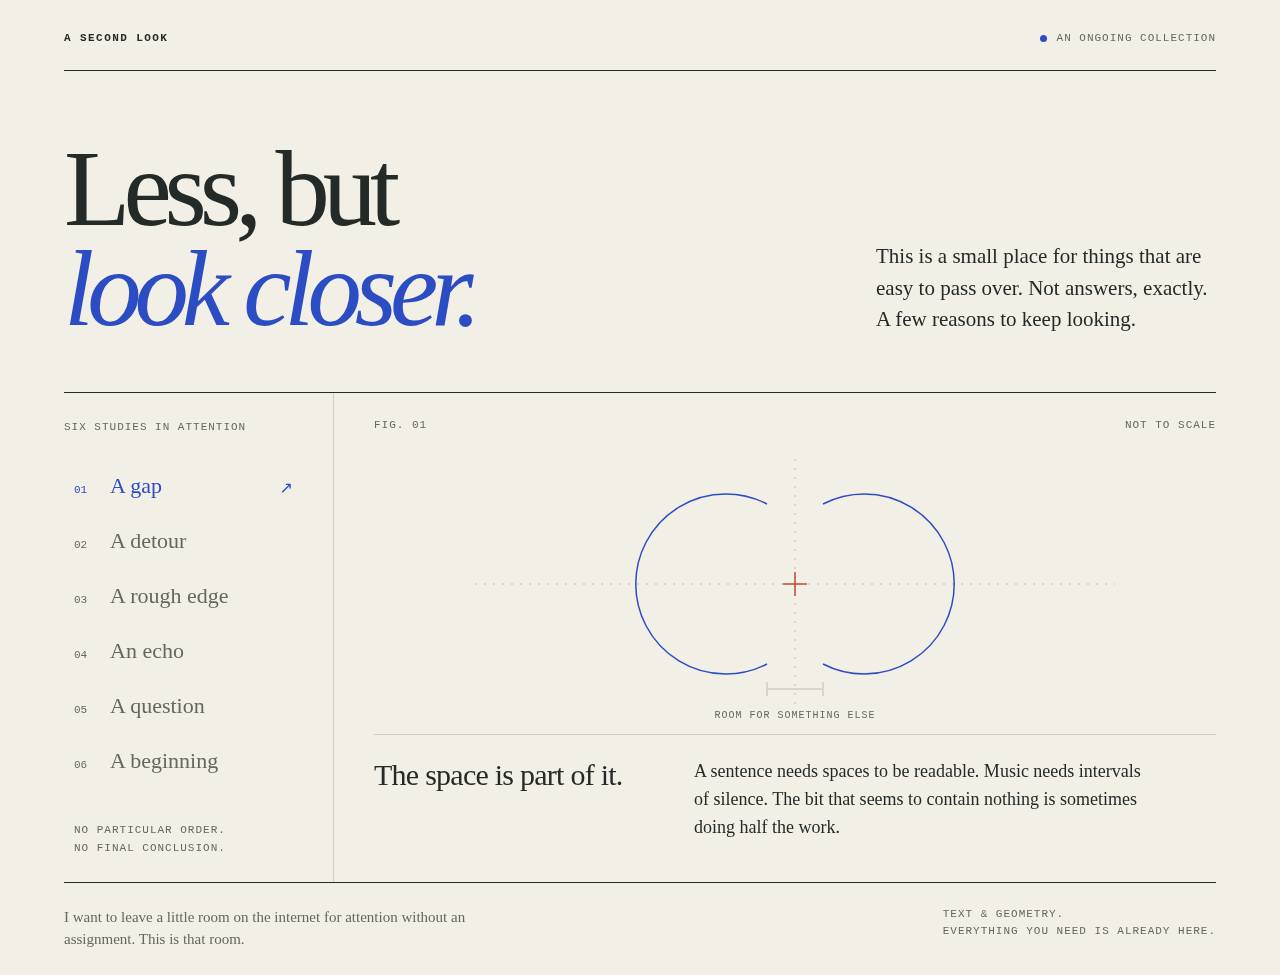 A SECOND LOOK
AN ONGOING COLLECTION
Less, but
look closer.
This is a small place for things that are
easy to pass over. Not answers, exactly.
A few reasons to keep looking.
SIX STUDIES IN ATTENTION
01 A gap ↗
02 A detour
03 A rough edge
04 An echo
05 A question
06 A beginning
NO PARTICULAR ORDER.
NO FINAL CONCLUSION.
FIG. 01
NOT TO SCALE
ROOM FOR SOMETHING ELSE
The space is part of it.
A sentence needs spaces to be readable. Music needs intervals
of silence. The bit that seems to contain nothing is sometimes
doing half the work.
I want to leave a little room on the internet for attention without an
assignment. This is that room.
TEXT & GEOMETRY.
EVERYTHING YOU NEED IS ALREADY HERE.